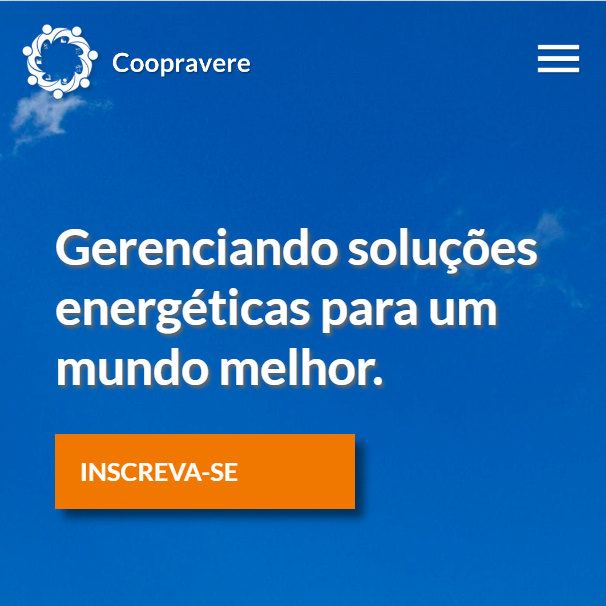 Coopravere
Gerenciando soluções
energéticas para um
mundo melhor.
INSCREVA-SE